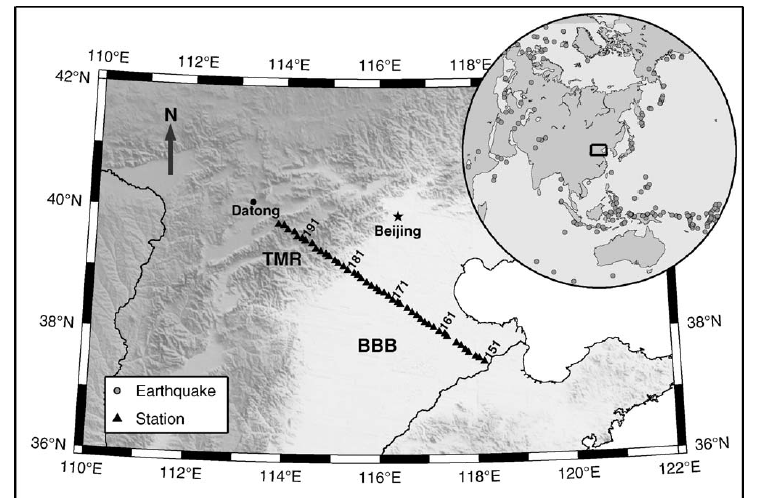 110°E 112°E 114°E 116°E 118°
42°N
N
40°N
Datong
Beijing
191
TMR
181
171
161
151
38°N 38°N
BBB
Earthquake
Station
36°N 36°N
110°E 112°E 114°E 116°E 118°E 120°E 122°E